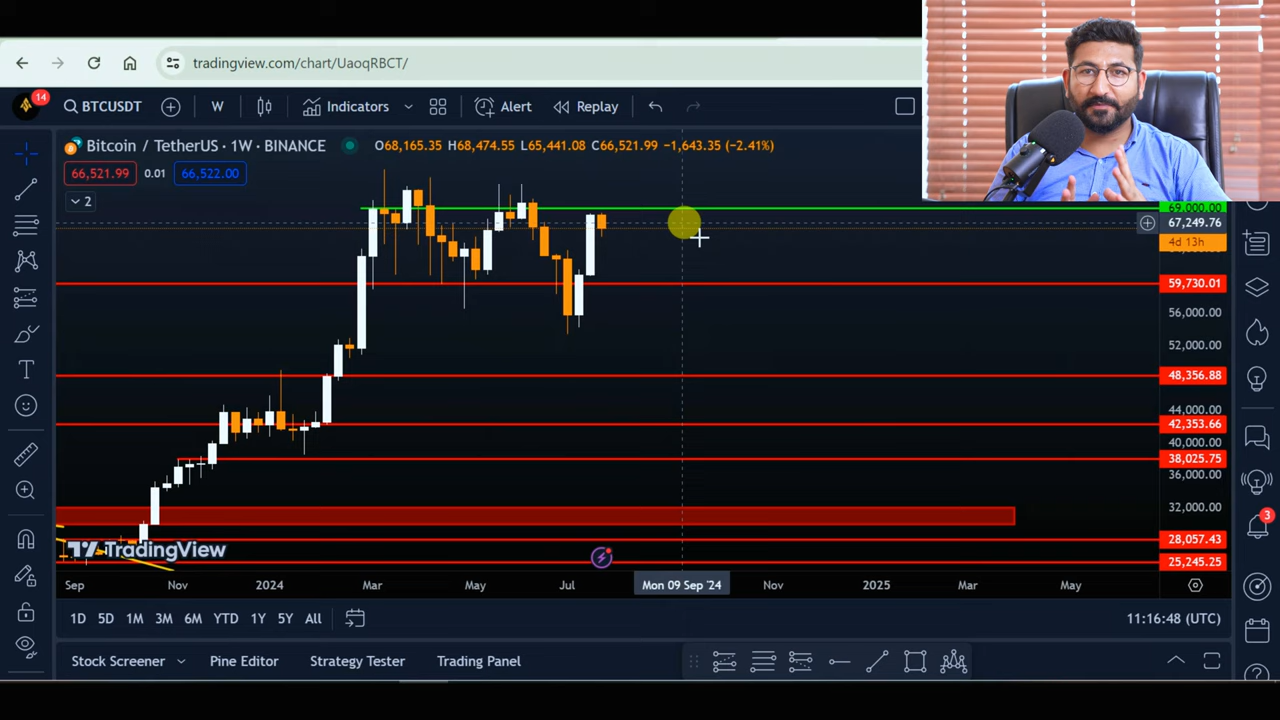 tradingview.com/chart/UaoqRBCT/
14
BTCUSDT W Indicators Alert Replay
Bitcoin / TetherUS · 1W · BINANCE O68,165.35 H68,474.55 L65,441.08 C66,521.99 −1,643.35 (−2.41%)
66,521.99 0.01 66,522.00
2
69,000.00
67,249.76
4d 13h
59,730.01
56,000.00
52,000.00
48,356.88
44,000.00
42,353.66
40,000.00
38,025.75
36,000.00
32,000.00
3
28,057.43
TradingView
25,245.25
Sep Nov 2024 Mar May Jul Mon 09 Sep '24 Nov 2025 Mar May
1D 5D 1M 3M 6M YTD 1Y 5Y All 11:16:48 (UTC)
Stock Screener Pine Editor Strategy Tester Trading Panel